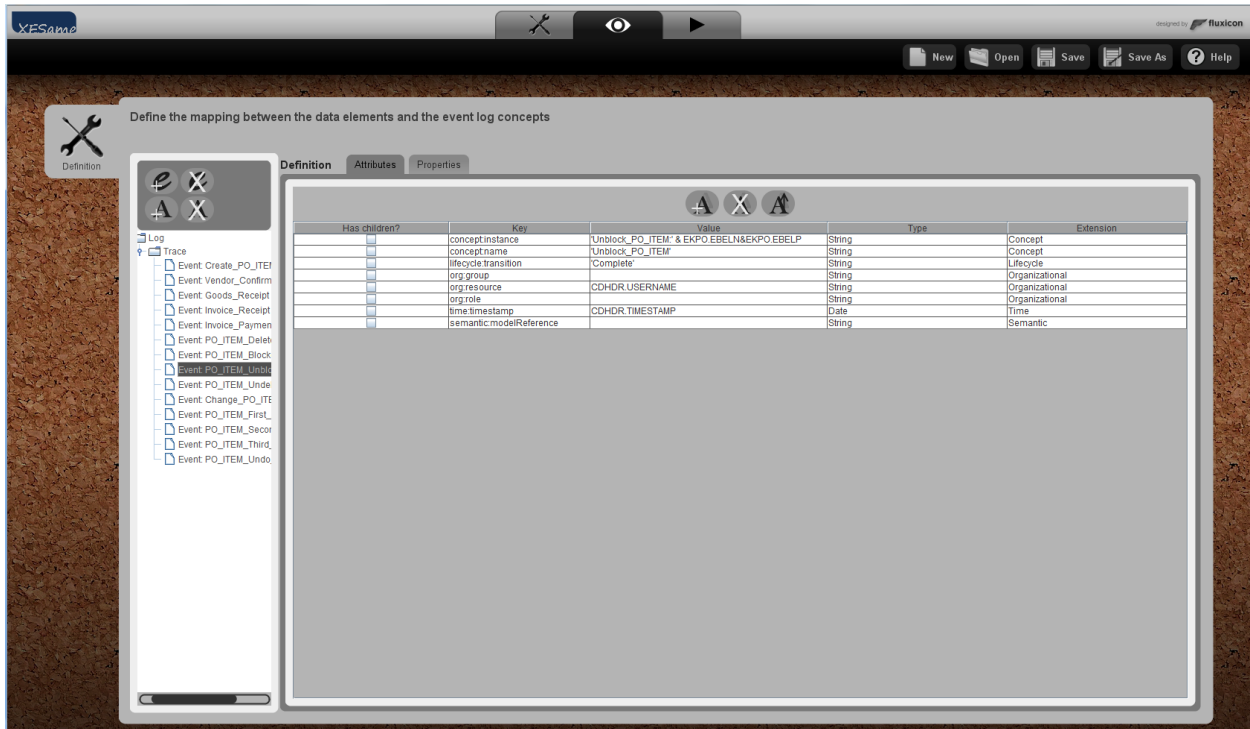 XESame
designed by fluxicon
New Open Save Save As Help
Define the mapping between the data elements and the event log concepts
Definition
Definition Attributes Properties
Log
Trace
Event: Create_PO_ITE
Event: Vendor_Confirm
Event: Goods_Receipt
Event: Invoice_Receipt
Event: Invoice_Paymen
Event: PO_ITEM_Delet
Event: PO_ITEM_Block
Event: PO_ITEM_Unblo
Event: PO_ITEM_Unde
Event: Change_PO_ITE
Event: PO_ITEM_First_
Event: PO_ITEM_Secor
Event: PO_ITEM_Third_
Event: PO_ITEM_Undo_
Has children? Key Value Type Extension
concept:instance 'Unblock_PO_ITEM:' & EKPO.EBELN&EKPO.EBELP String Concept
concept:name 'Unblock_PO_ITEM' String Concept
lifecycle:transition 'Complete' String Lifecycle
org:group String Organizational
org:resource CDHDR.USERNAME String Organizational
org:role String Organizational
time:timestamp CDHDR.TIMESTAMP Date Time
semantic:modelReference String Semantic